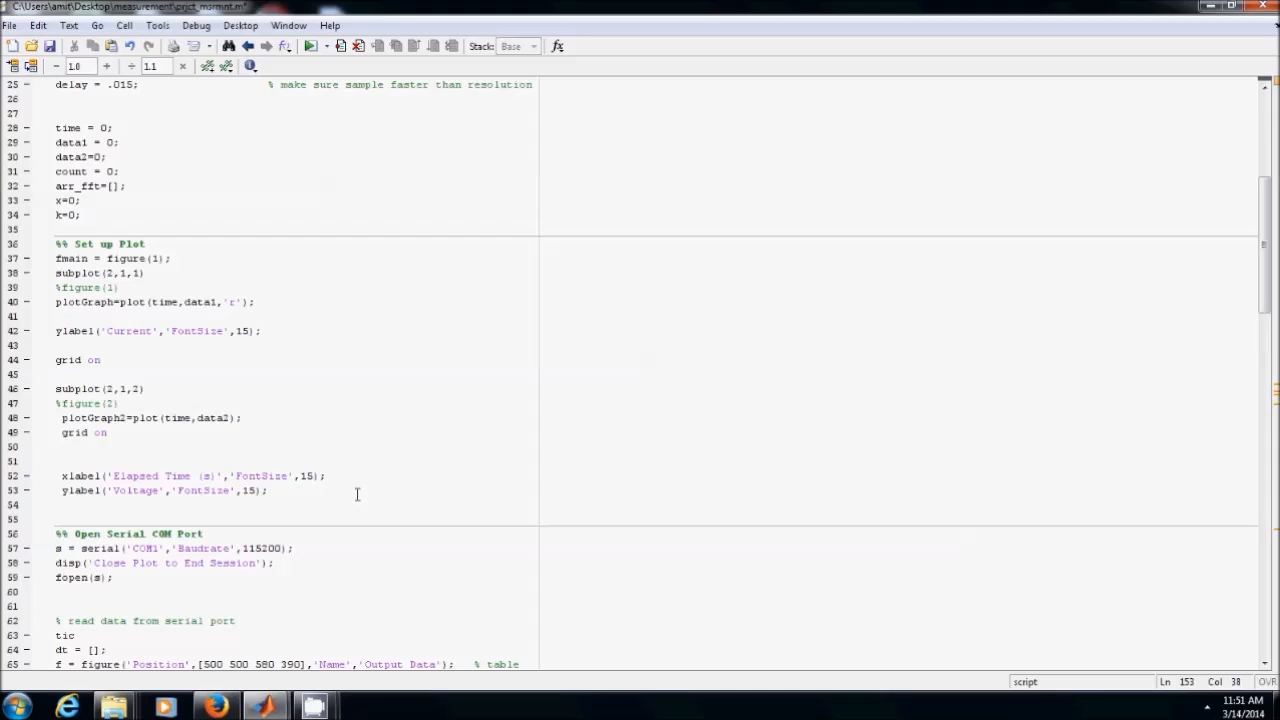 C:\Users\amit\Desktop\measurement\prjct_msrmnt.m*
File Edit Text Go Cell Tools Debug Desktop Window Help
Stack: Base fx
− 1.0 + ÷ 1.1 ×
25 − delay = .015; % make sure sample faster than resolution
26
27
28 − time = 0;
29 − data1 = 0;
30 − data2=0;
31 − count = 0;
32 − arr_fft=[];
33 − x=0;
34 − k=0;
35
36 %% Set up Plot
37 − fmain = figure(1);
38 − subplot(2,1,1)
39 %figure(1)
40 − plotGraph=plot(time,data1,'r');
41
42 − ylabel('Current','FontSize',15);
43
44 − grid on
45
46 − subplot(2,1,2)
47 %figure(2)
48 − plotGraph2=plot(time,data2);
49 − grid on
50
51
52 − xlabel('Elapsed Time (s)','FontSize',15);
53 − ylabel('Voltage','FontSize',15);
54
55
56 %% Open Serial COM Port
57 − s = serial('COM1','Baudrate',115200);
58 − disp('Close Plot to End Session');
59 − fopen(s);
60
61
62 % read data from serial port
63 − tic
64 − dt = [];
65 − f = figure('Position',[500 500 580 390],'Name','Output Data'); % table
script Ln 153 Col 38 OVR
11:51 AM
3/14/2014